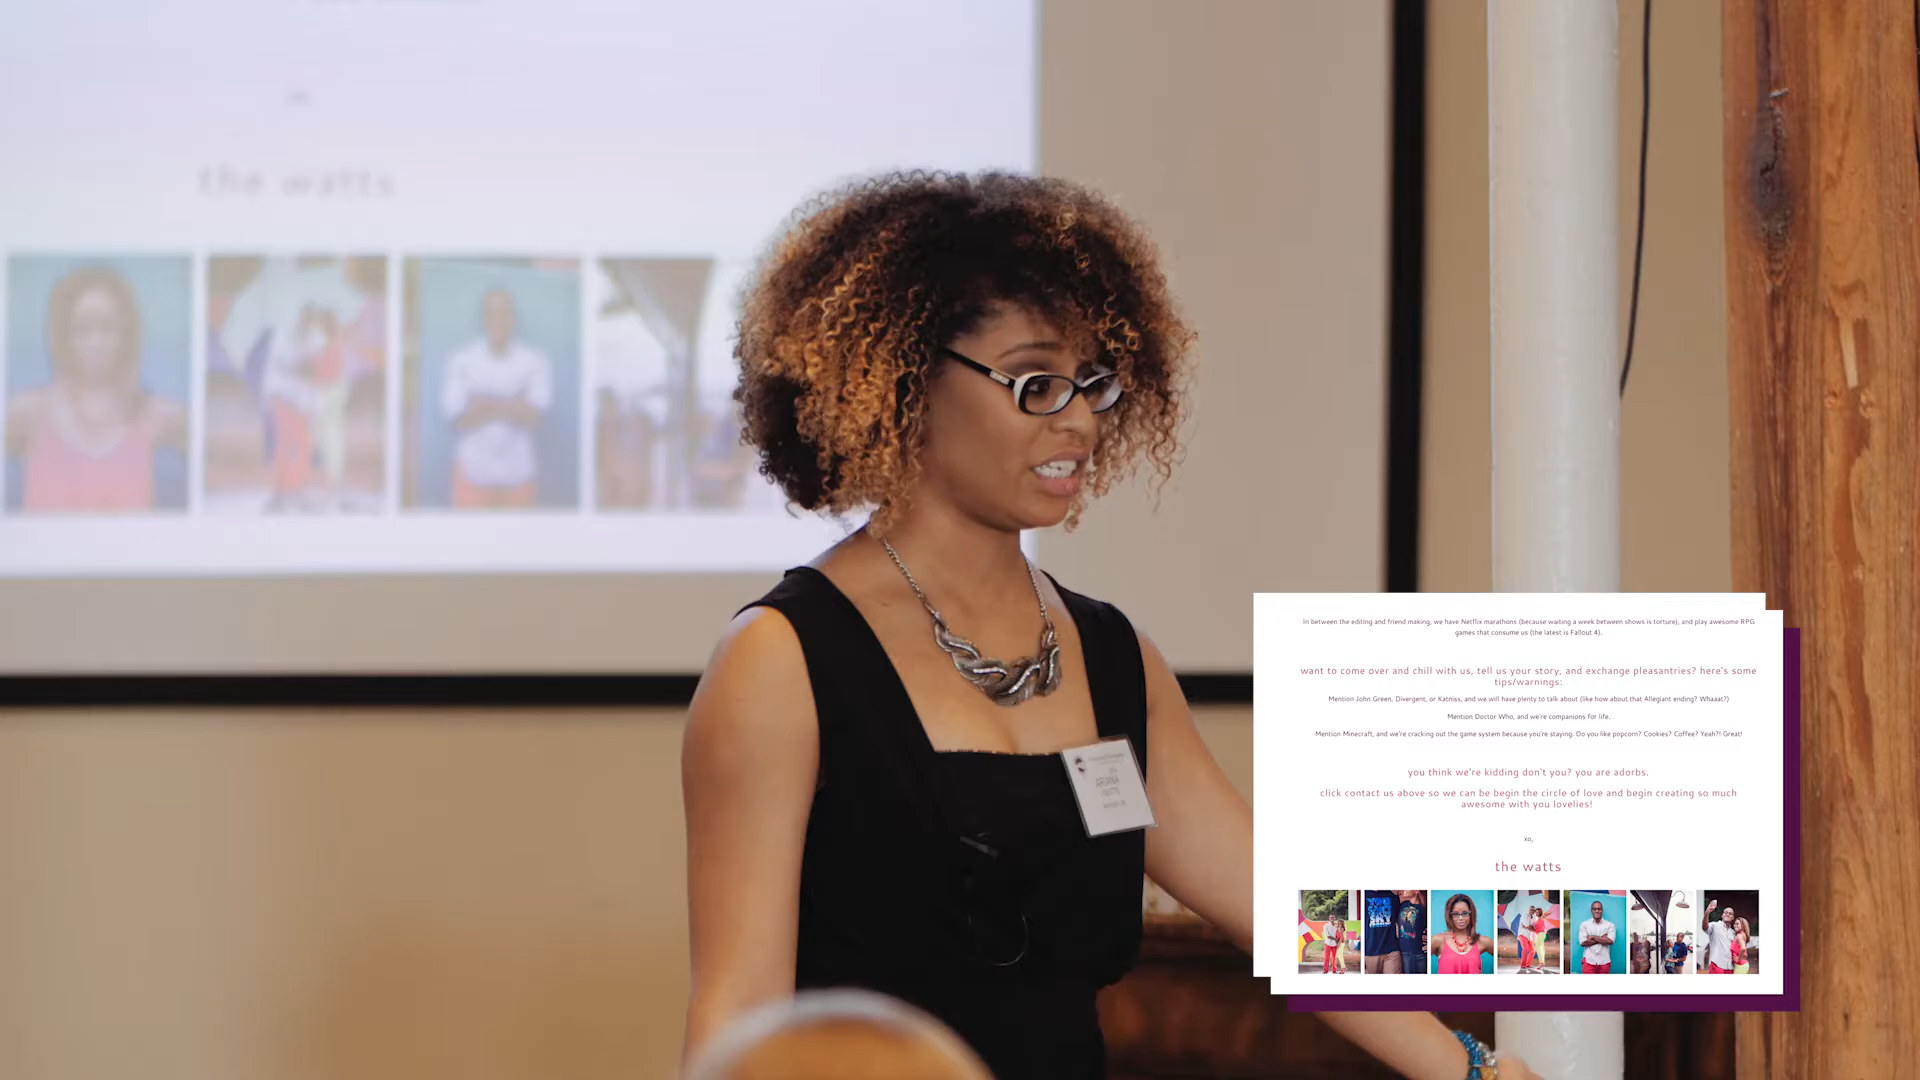 the watts
ARIANA
In between the editing and friend making, we have Netflix marathons (because waiting a week between shows is torture), and play awesome RPG
games that consume us (the latest is Fallout 4).
want to come over and chill with us, tell us your story, and exchange pleasantries? here's some
tips/warnings:
Mention John Green, Divergent, or Katniss, and we will have plenty to talk about (like how about that Allegiant ending? Whaaat?)
Mention Doctor Who, and we're companions for life.
Mention Minecraft, and we're cracking out the game system because you're staying. Do you like popcorn? Cookies? Coffee? Yeah?! Great!
you think we're kidding don't you? you are adorbs.
click contact us above so we can be begin the circle of love and begin creating so much
awesome with you lovelies!
xo,
the watts